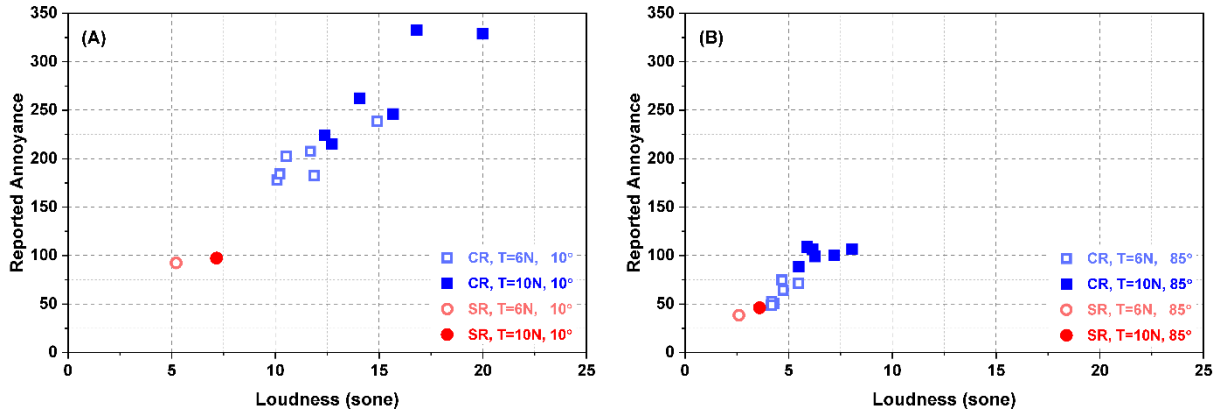 (A)
Reported Annoyance
350
300
250
200
150
100
50
0
0 5 10 15 20 25
Loudness (sone)
CR, T=6N, 10°
CR, T=10N, 10°
SR, T=6N, 10°
SR, T=10N, 10°
(B)
Reported Annoyance
350
300
250
200
150
100
50
0
0 5 10 15 20 25
Loudness (sone)
CR, T=6N, 85°
CR, T=10N, 85°
SR, T=6N, 85°
SR, T=10N, 85°